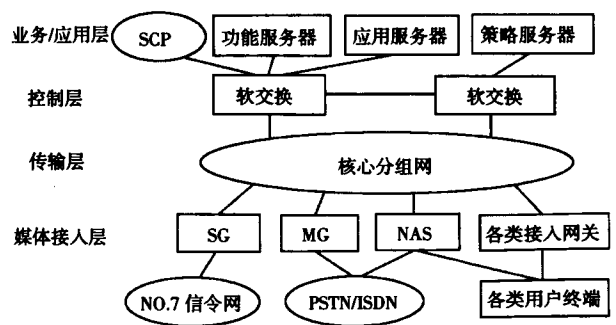 业务/应用层
SCP
功能服务器
应用服务器
策略服务器
控制层
软交换
软交换
传输层
核心分组网
媒体接入层
SG
MG
NAS
各类接入网关
NO.7 信令网
PSTN/ISDN
各类用户终端